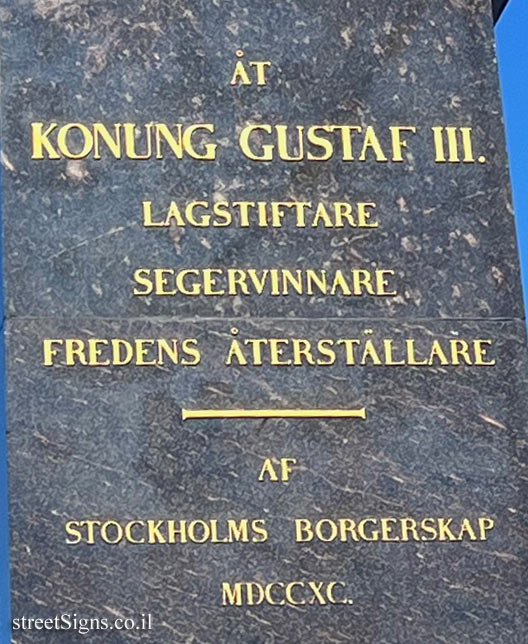 ÅT
KONUNG GUSTAF III.
LAGSTIFTARE
SEGERVINNARE
FREDENS ÅTERSTÄLLARE
AF
STOCKHOLMS BORGERSKAP
MDCCXC.
streetSigns.co.il